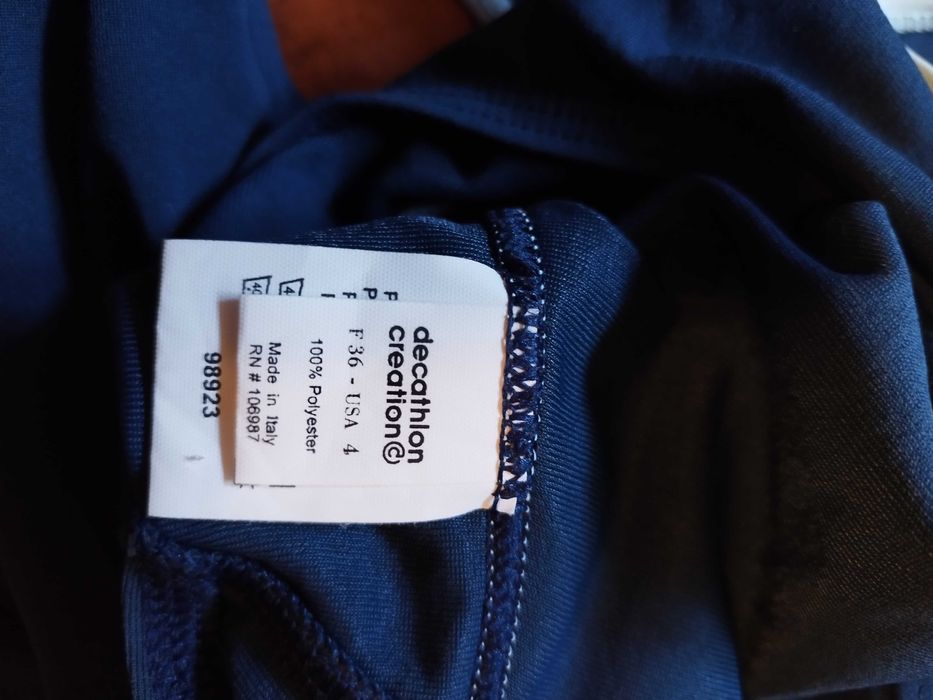 decathlon
creation©
F 36 - USA 4
100% Polyester
Made in Italy
RN # 106987
98923